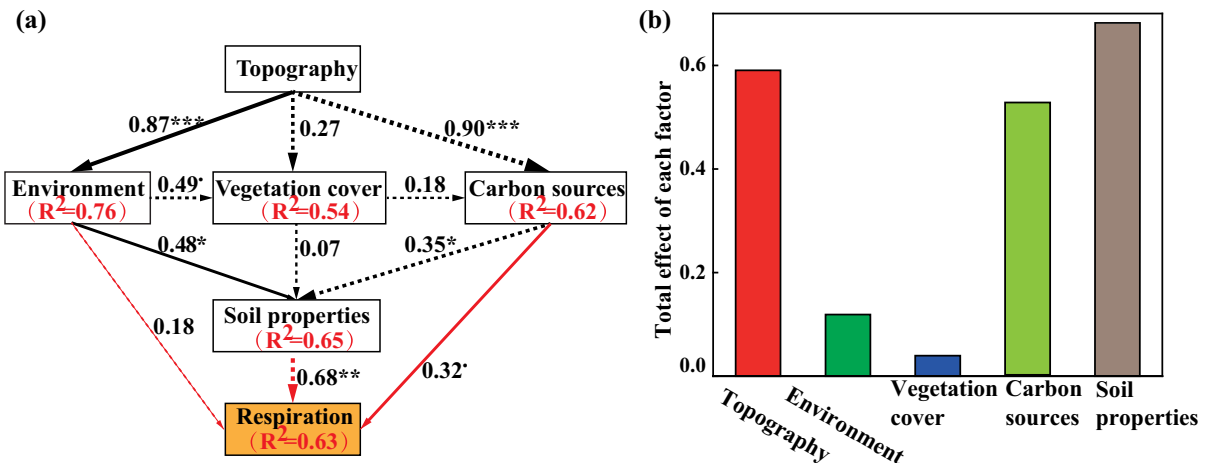 (a)
Topography
0.87***
0.27
0.90***
Environment
(R²=0.76)
0.49·
Vegetation cover
(R²=0.54)
0.18
Carbon sources
(R²=0.62)
0.48*
0.07
0.35*
Soil properties
(R²=0.65)
0.18
0.68**
0.32·
Respiration
(R²=0.63)
(b)
Total effect of each factor
0.6
0.4
0.2
0.0
Topography
Environment
Vegetation
cover
Carbon
sources
Soil
properties